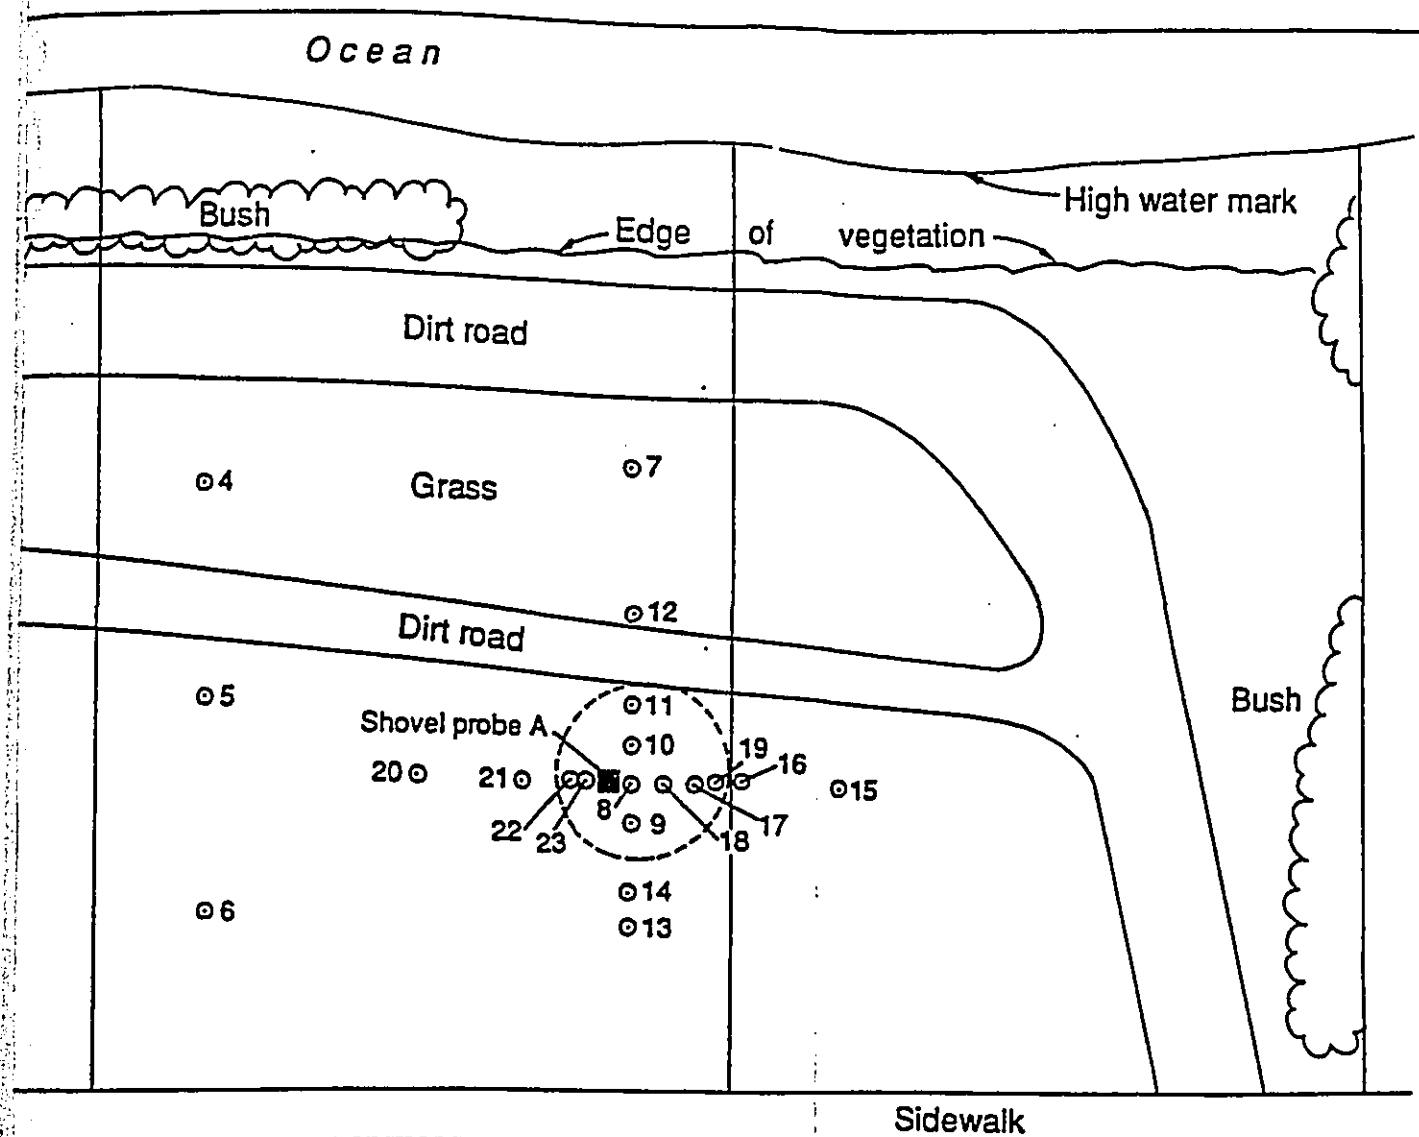 Ocean
High water mark
Bush
Edge of vegetation
Dirt road
7
4
Grass
12
Dirt road
5
Bush
11
Shovel probe A
10
19
16
20
21
15
8
9
17
22
23
18
14
6
13
Sidewalk